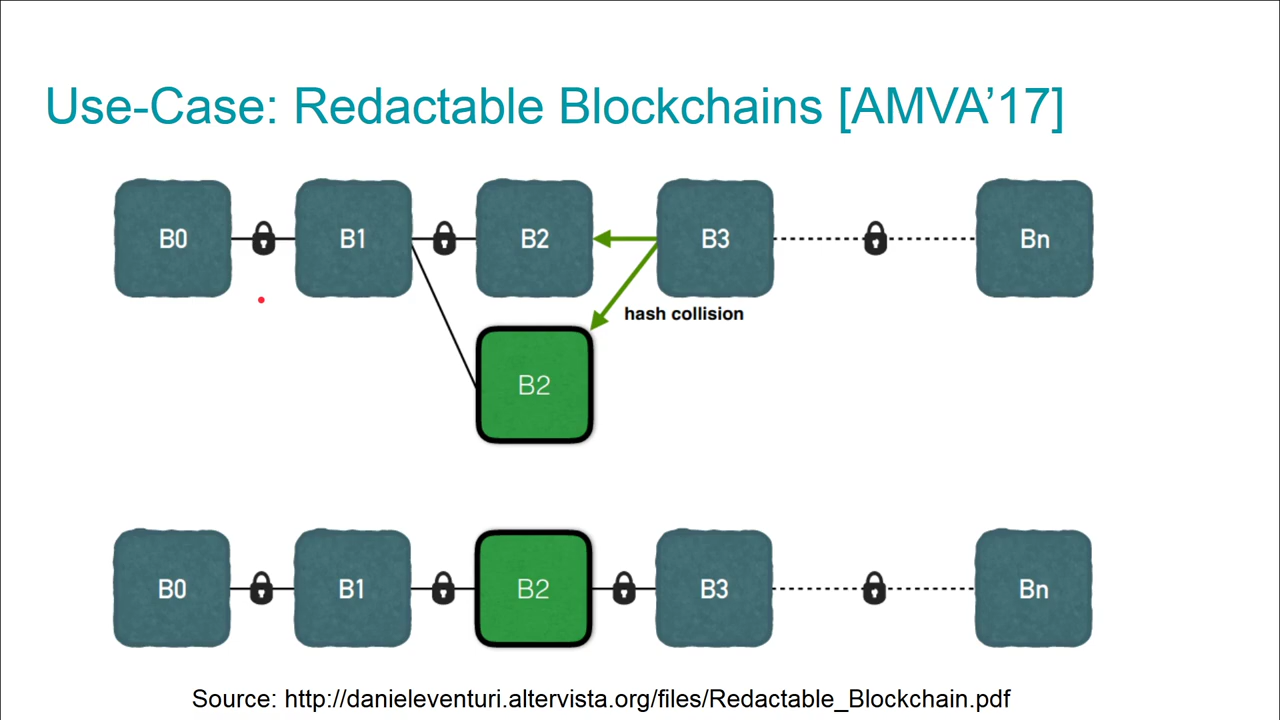 Use-Case: Redactable Blockchains [AMVA’17]
B0 B1 B2 B3 Bn
hash collision
B2
B0 B1 B2 B3 Bn
Source: http://danieleventuri.altervista.org/files/Redactable_Blockchain.pdf